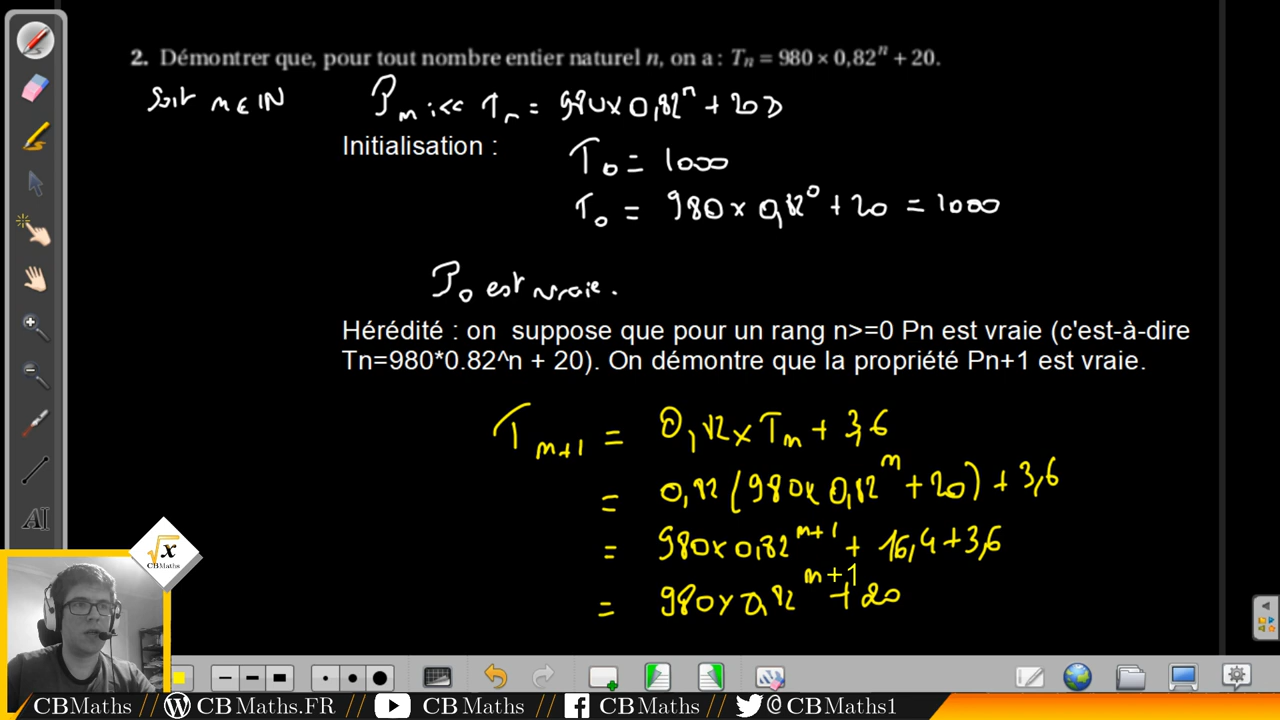 2. Démontrer que, pour tout nombre entier naturel n, on a : Tn = 980 × 0,82^n + 20.
Soit n ∈ IN Pn : << Tn = 980 × 0,82^n + 20 >>
Initialisation :
T0 = 1000
T0 = 980 × 0,82^0 + 20 = 1000
P0 est vraie.
Hérédité : on suppose que pour un rang n>=0 Pn est vraie (c'est-à-dire
Tn=980*0.82^n + 20). On démontre que la propriété Pn+1 est vraie.
Tn+1 = 0,82 × Tn + 3,6
= 0,82 (980 × 0,82^n + 20) + 3,6
= 980 × 0,82^n+1 + 16,4 + 3,6
= 980 × 0,82^n+1 + 20
AI
√x
CBMaths
CBMaths // CBMaths.FR // CBMaths // CBMaths // @CBMaths1